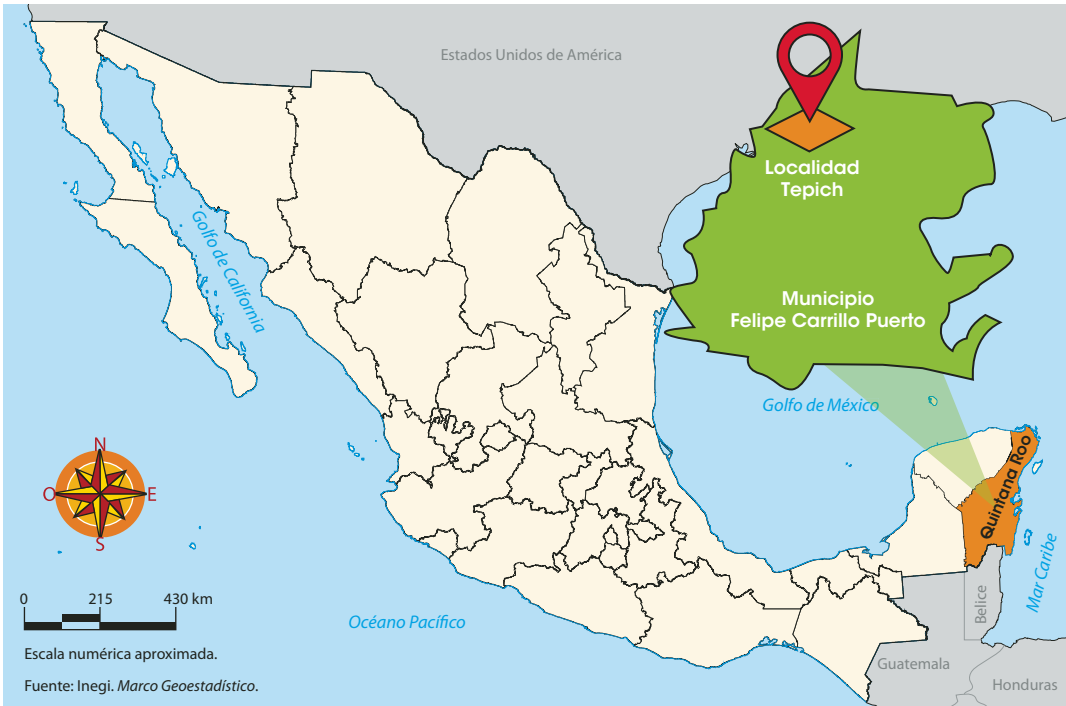 Estados Unidos de América
Localidad
Tepich
Golfo de California
Municipio
Felipe Carrillo Puerto
Golfo de México
Quintana Roo
N
O
E
S
Mar Caribe
Belice
0 215 430 km
Océano Pacífico
Escala numérica aproximada.
Guatemala
Fuente: Inegi. Marco Geoestadístico.
Honduras